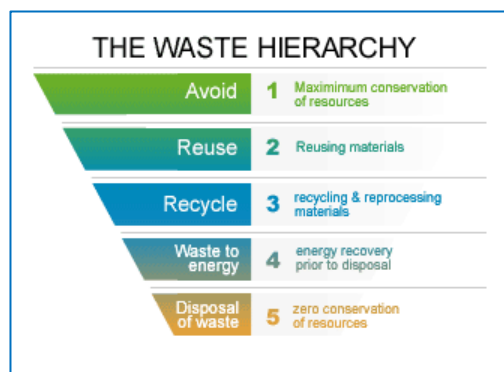 THE WASTE HIERARCHY
Avoid 1 Maximimum conservation
of resources
Reuse 2 Reusing materials
Recycle 3 recycling & reprocessing
materials
Waste to
energy 4 energy recovery
prior to disposal
Disposal
of waste 5 zero conservation
of resources